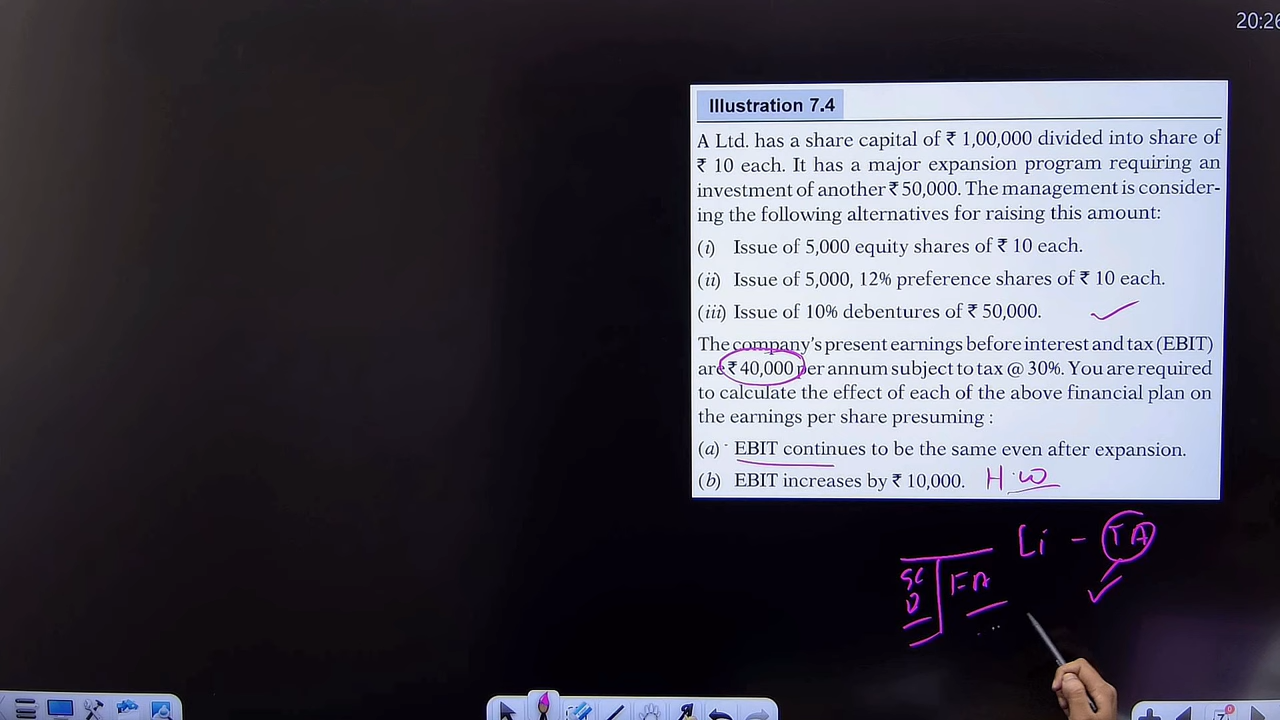 20:26
Illustration 7.4
A Ltd. has a share capital of ₹ 1,00,000 divided into share of
₹ 10 each. It has a major expansion program requiring an
investment of another ₹ 50,000. The management is consider-
ing the following alternatives for raising this amount:
(i) Issue of 5,000 equity shares of ₹ 10 each.
(ii) Issue of 5,000, 12% preference shares of ₹ 10 each.
(iii) Issue of 10% debentures of ₹ 50,000.
The company's present earnings before interest and tax (EBIT)
are ₹ 40,000 per annum subject to tax @ 30%. You are required
to calculate the effect of each of the above financial plan on
the earnings per share presuming :
(a) EBIT continues to be the same even after expansion.
(b) EBIT increases by ₹ 10,000. H.W
Li - TA
SC FA
D